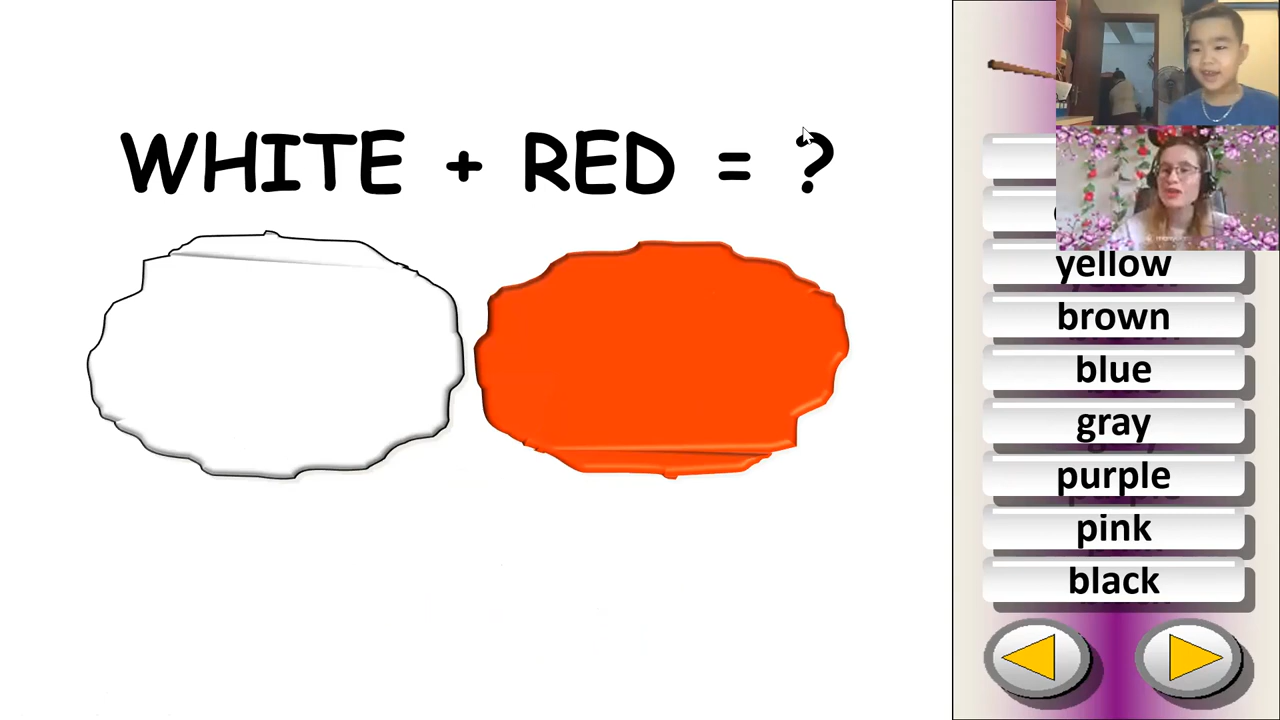 WHITE + RED = ?
yellow
brown
blue
gray
purple
pink
black